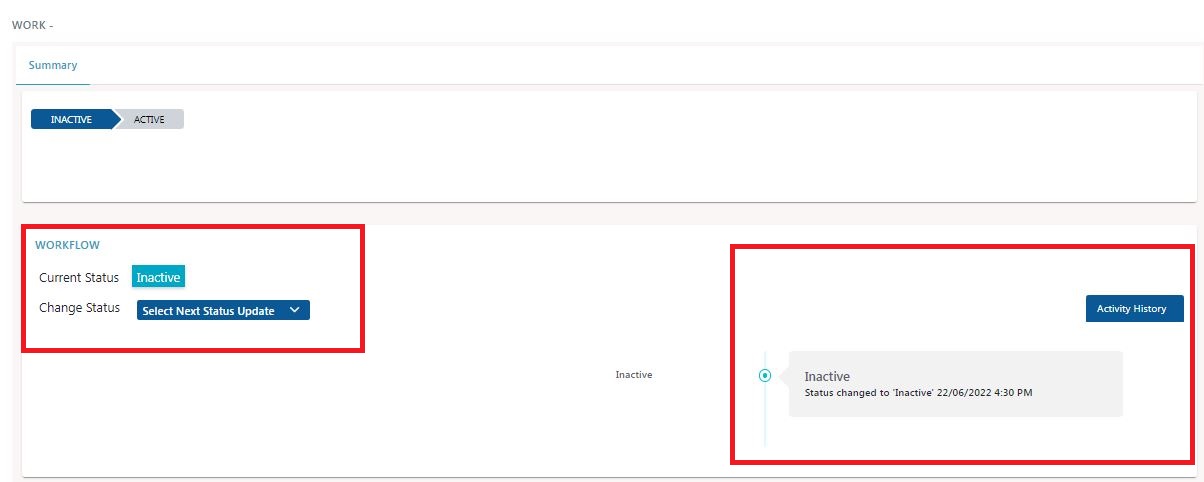 WORK -
Summary
INACTIVE ACTIVE
WORKFLOW
Current Status Inactive
Change Status Select Next Status Update
Activity History
Inactive
Inactive
Status changed to 'Inactive' 22/06/2022 4:30 PM